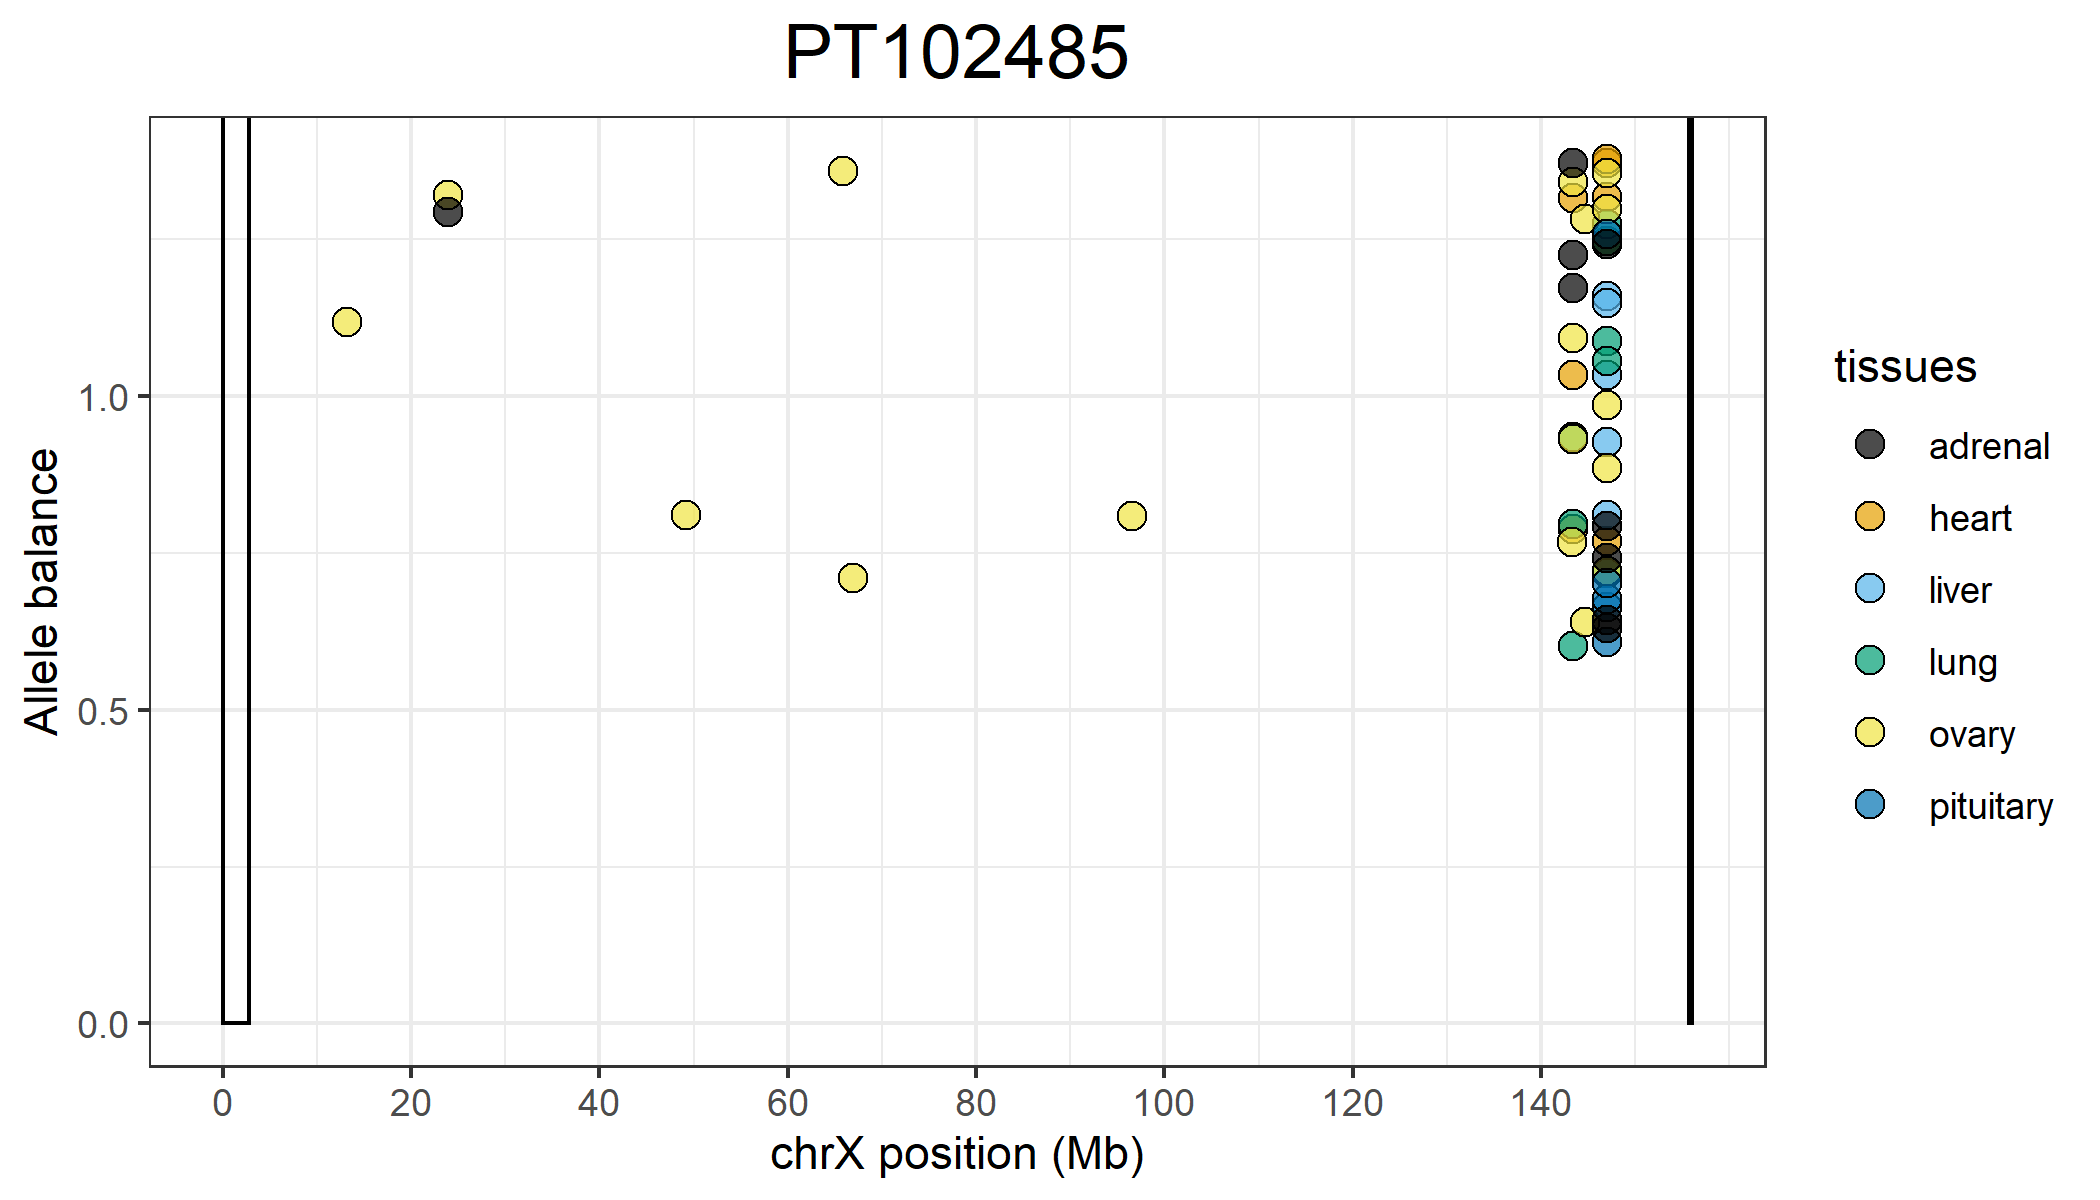 PT102485
Allele balance
1.0
0.5
0.0
0 20 40 60 80 100 120 140
chrX position (Mb)
tissues
adrenal
heart
liver
lung
ovary
pituitary